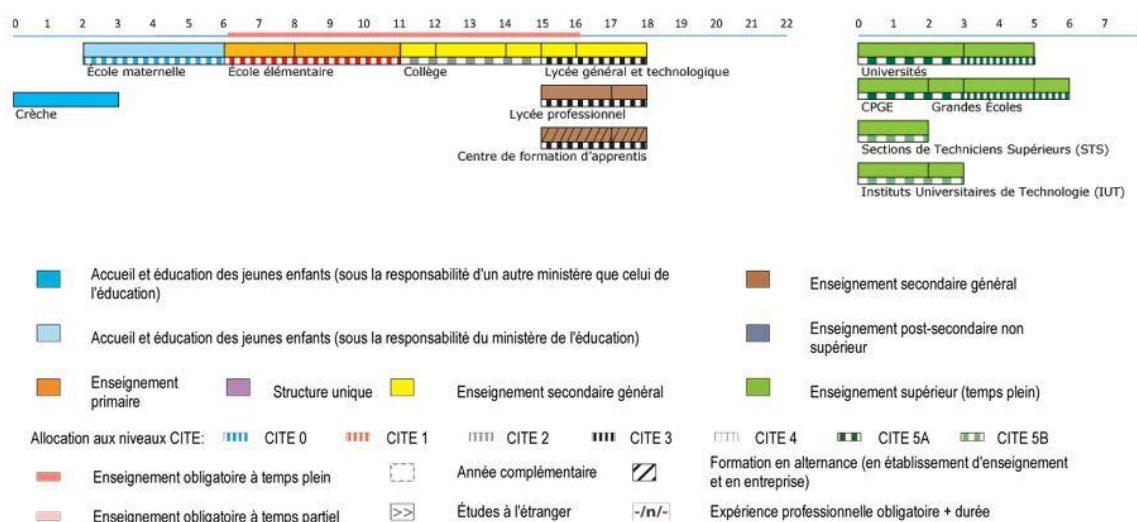 0 1 2 3 4 5 6 7 8 9 10 11 12 13 14 15 16 17 18 19 20 21 22
0 1 2 3 4 5 6 7
École maternelle École élémentaire Collège Lycée général et technologique
Universités
Crèche
Lycée professionnel
CPGE Grandes Écoles
Centre de formation d'apprentis
Sections de Techniciens Supérieurs (STS)
Instituts Universitaires de Technologie (IUT)
Accueil et éducation des jeunes enfants (sous la responsabilité d'un autre ministère que celui de
l'éducation)
Enseignement secondaire général
Accueil et éducation des jeunes enfants (sous la responsabilité du ministère de l'éducation)
Enseignement post-secondaire non
supérieur
Enseignement
primaire
Structure unique
Enseignement secondaire général
Enseignement supérieur (temps plein)
Allocation aux niveaux CITE: CITE 0 CITE 1 CITE 2 CITE 3 CITE 4 CITE 5A CITE 5B
Enseignement obligatoire à temps plein
Année complémentaire
Formation en alternance (en établissement d'enseignement
et en entreprise)
Enseignement obligatoire à temps partiel
>> Études à l'étranger
-/n/- Expérience professionnelle obligatoire + durée